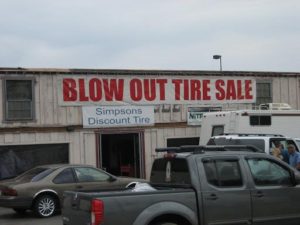 BLOW OUT TIRE SALE
Simpsons
Discount Tire